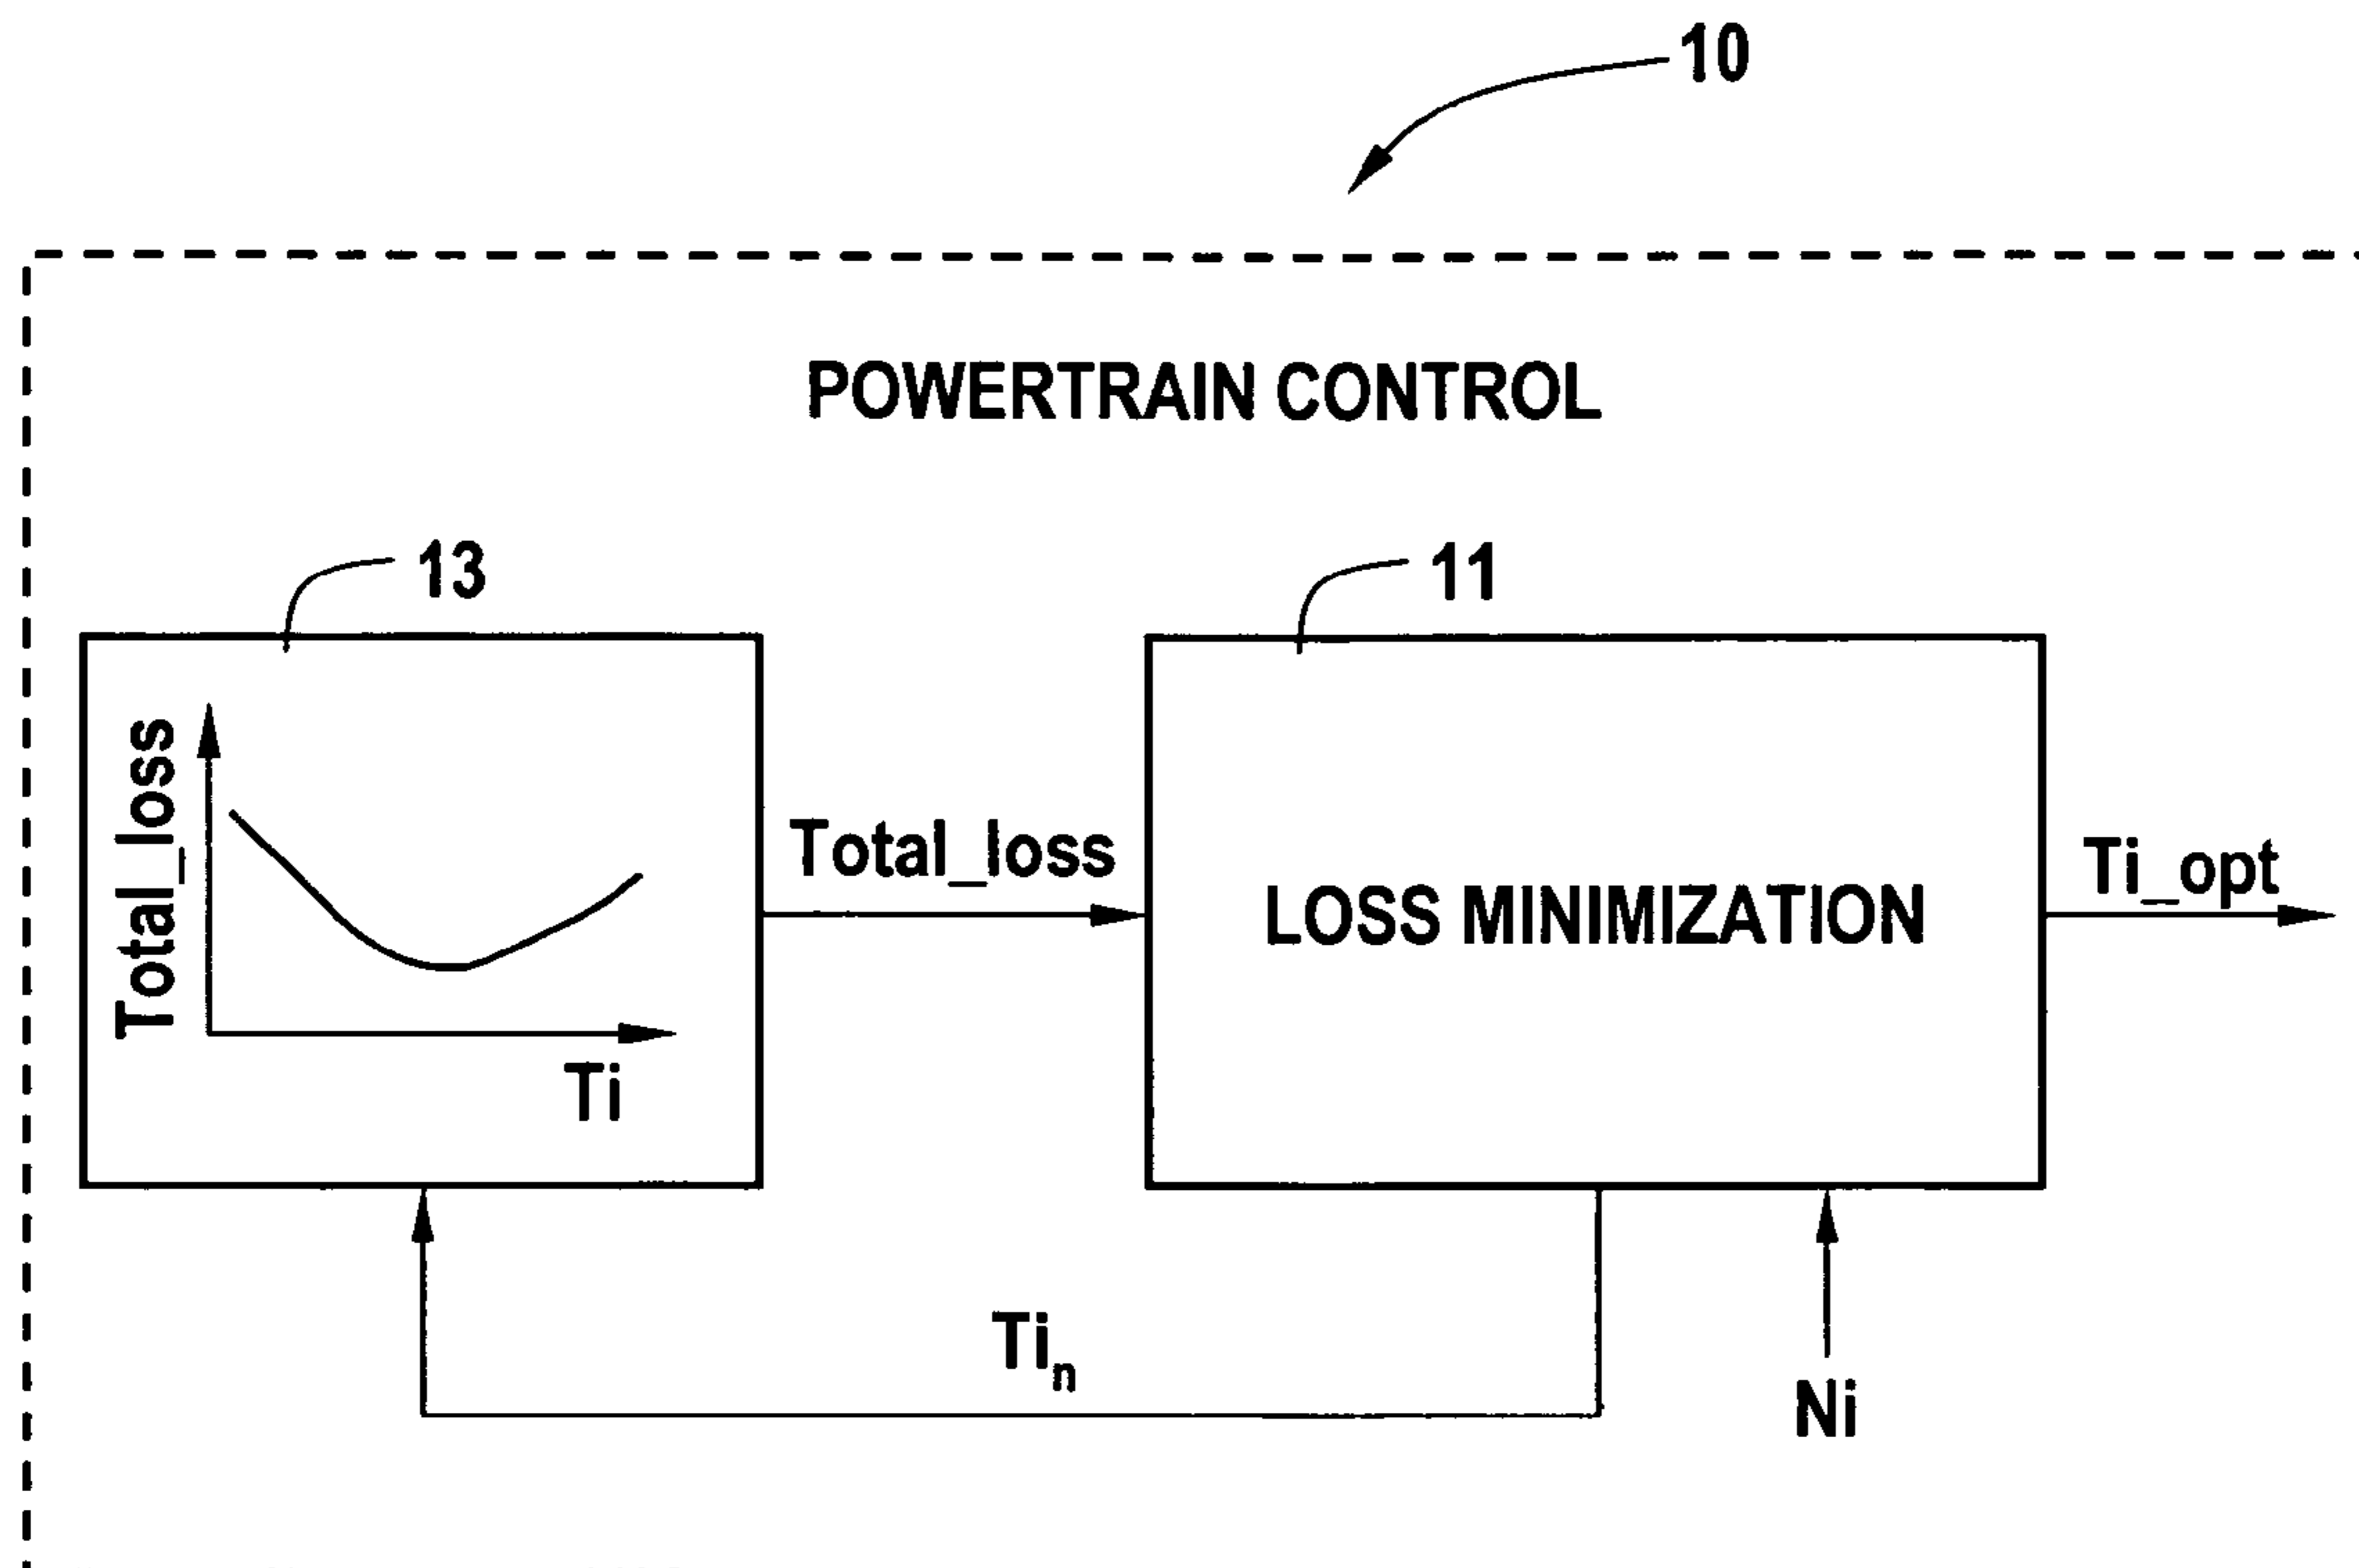 10
POWERTRAIN CONTROL
13
11
Total_loss
Ti
Total_loss
LOSS MINIMIZATION
Ti_opt
Tin
Ni